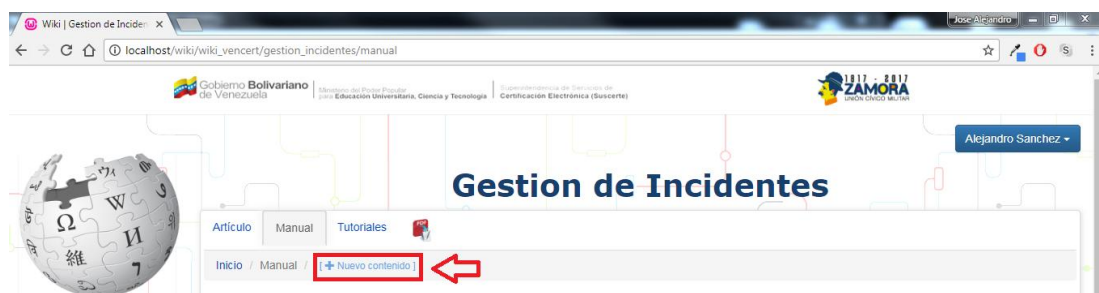 Wiki | Gestion de Inciden
Jose Alejandro
localhost/wiki/wiki_vencert/gestion_incidentes/manual
Gobierno Bolivariano
de Venezuela
Ministerio del Poder Popular
para Educación Universitaria, Ciencia y Tecnología
Superintendencia de Servicios de
Certificación Electrónica (Suscerte)
1817 - 2017
ZAMORA
UNIÓN CÍVICO MILITAR
Alejandro Sanchez
Gestion de Incidentes
Artículo Manual Tutoriales PDF
Inicio / Manual / [ + Nuevo contenido ]
Ω W И
維 7